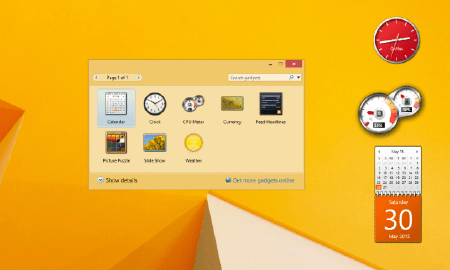 Page 1 of 1
Search gadgets
Calendar
Clock
CPU Meter
Currency
Feed Headlines
Picture Puzzle
Slide Show
Weather
Show details
Get more gadgets online
May 15
Saturday
30
May 2015